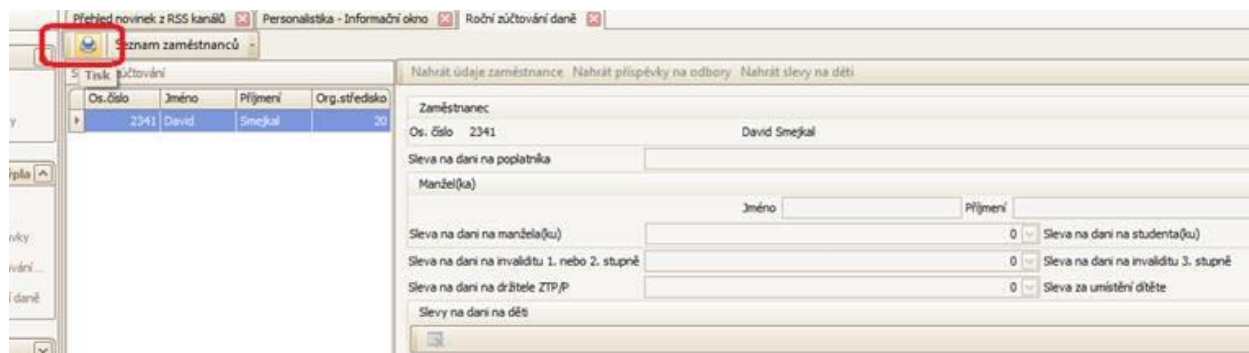 Přehled novinek z RSS kanálů Personalistika - Informační okno Roční zúčtování daně
Seznam zaměstnanců
Tisk účtování Nahrát údaje zaměstnance Nahrát příspěvky na odbory Nahrát slevy na děti
Os.číslo Jméno Příjmení Org.středisko
Zaměstnanec
2341 David Smejkal 20
Os. číslo 2341 David Smejkal
Sleva na dani na poplatníka
Manžel(ka)
Jméno Příjmení
Sleva na dani na manžela(ku) 0 Sleva na dani na studenta(ku)
Sleva na dani na invaliditu 1. nebo 2. stupně 0 Sleva na dani na invaliditu 3. stupně
Sleva na dani na držitele ZTP/P 0 Sleva za umístění dítěte
daně
Slevy na dani na děti